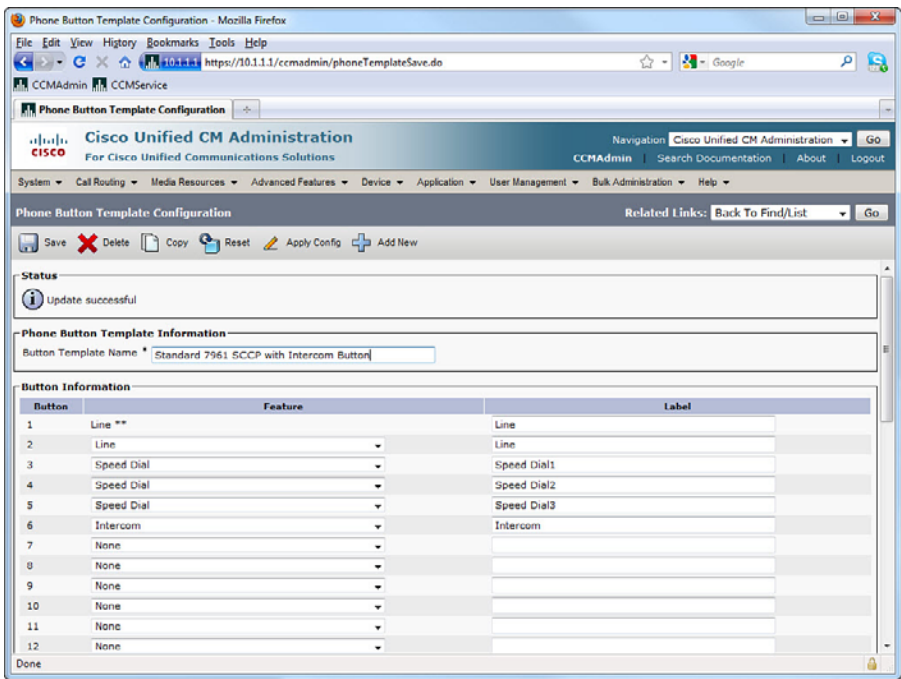 Phone Button Template Configuration - Mozilla Firefox
File Edit View History Bookmarks Tools Help
10.1.1.1 https://10.1.1.1/ccmadmin/phoneTemplateSave.do Google
CCMAdmin CCMService
Phone Button Template Configuration
cisco Cisco Unified CM Administration Navigation Cisco Unified CM Administration Go
For Cisco Unified Communications Solutions CCMAdmin | Search Documentation | About | Logout
System Call Routing Media Resources Advanced Features Device Application User Management Bulk Administration Help
Phone Button Template Configuration Related Links: Back To Find/List Go
Save Delete Copy Reset Apply Config Add New
Status
Update successful
Phone Button Template Information
Button Template Name * Standard 7961 SCCP with Intercom Button
Button Information
Button Feature Label
1 Line ** Line
2 Line Line
3 Speed Dial Speed Dial1
4 Speed Dial Speed Dial2
5 Speed Dial Speed Dial3
6 Intercom Intercom
7 None
8 None
9 None
10 None
11 None
12 None
Done